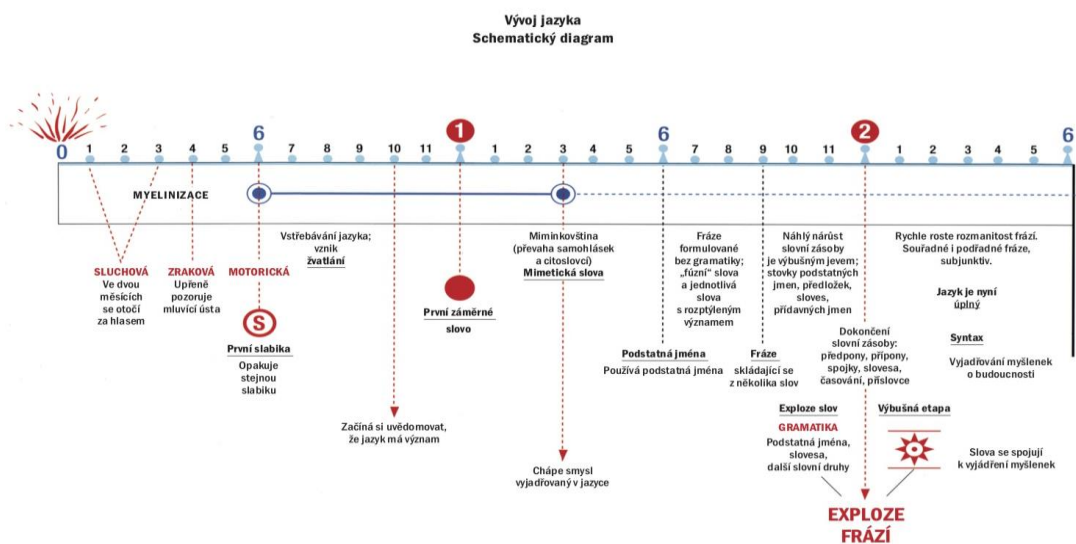 Vývoj jazyka
Schematický diagram
0
1
2
3
4
5
6
7
8
9
10
11
1
1
2
3
4
5
6
7
8
9
10
11
2
1
2
3
4
5
6
MYELINIZACE
SLUCHOVÁ
Ve dvou
měsících
se otočí
za hlasem
ZRAKOVÁ
Upřeně
pozoruje
mluvící ústa
MOTORICKÁ
S
První slabika
Opakuje
stejnou
slabiku
Vstřebávání jazyka;
vznik
žvatlání
Začíná si uvědomovat,
že jazyk má význam
První záměrné
slovo
Miminkovština
(převaha samohlásek
a citoslovcí)
Mimetická slova
Chápe smysl
vyjadřovaný v jazyce
Fráze
formulované
bez gramatiky;
„fúzní“ slova
a jednotlivá
slova
s rozptýleným
významem
Podstatná jména
Používá podstatná jména
Fráze
skládající se
z několika slov
Náhlý nárůst
slovní zásoby
je výbušným jevem;
stovky podstatných
jmen, předložek,
sloves,
přídavných jmen
Dokončení
slovní zásoby:
předpony, přípony,
spojky, slovesa,
časování, příslovce
Exploze slov
GRAMATIKA
Podstatná jména,
slovesa,
další slovní druhy
Výbušná etapa
EXPLOZE
FRÁZÍ
Rychle roste rozmanitost frází.
Souřadné i podřadné fráze,
subjunktiv.
Jazyk je nyní
úplný
Syntax
Vyjadřování myšlenek
o budoucnosti
Slova se spojují
k vyjádření myšlenek